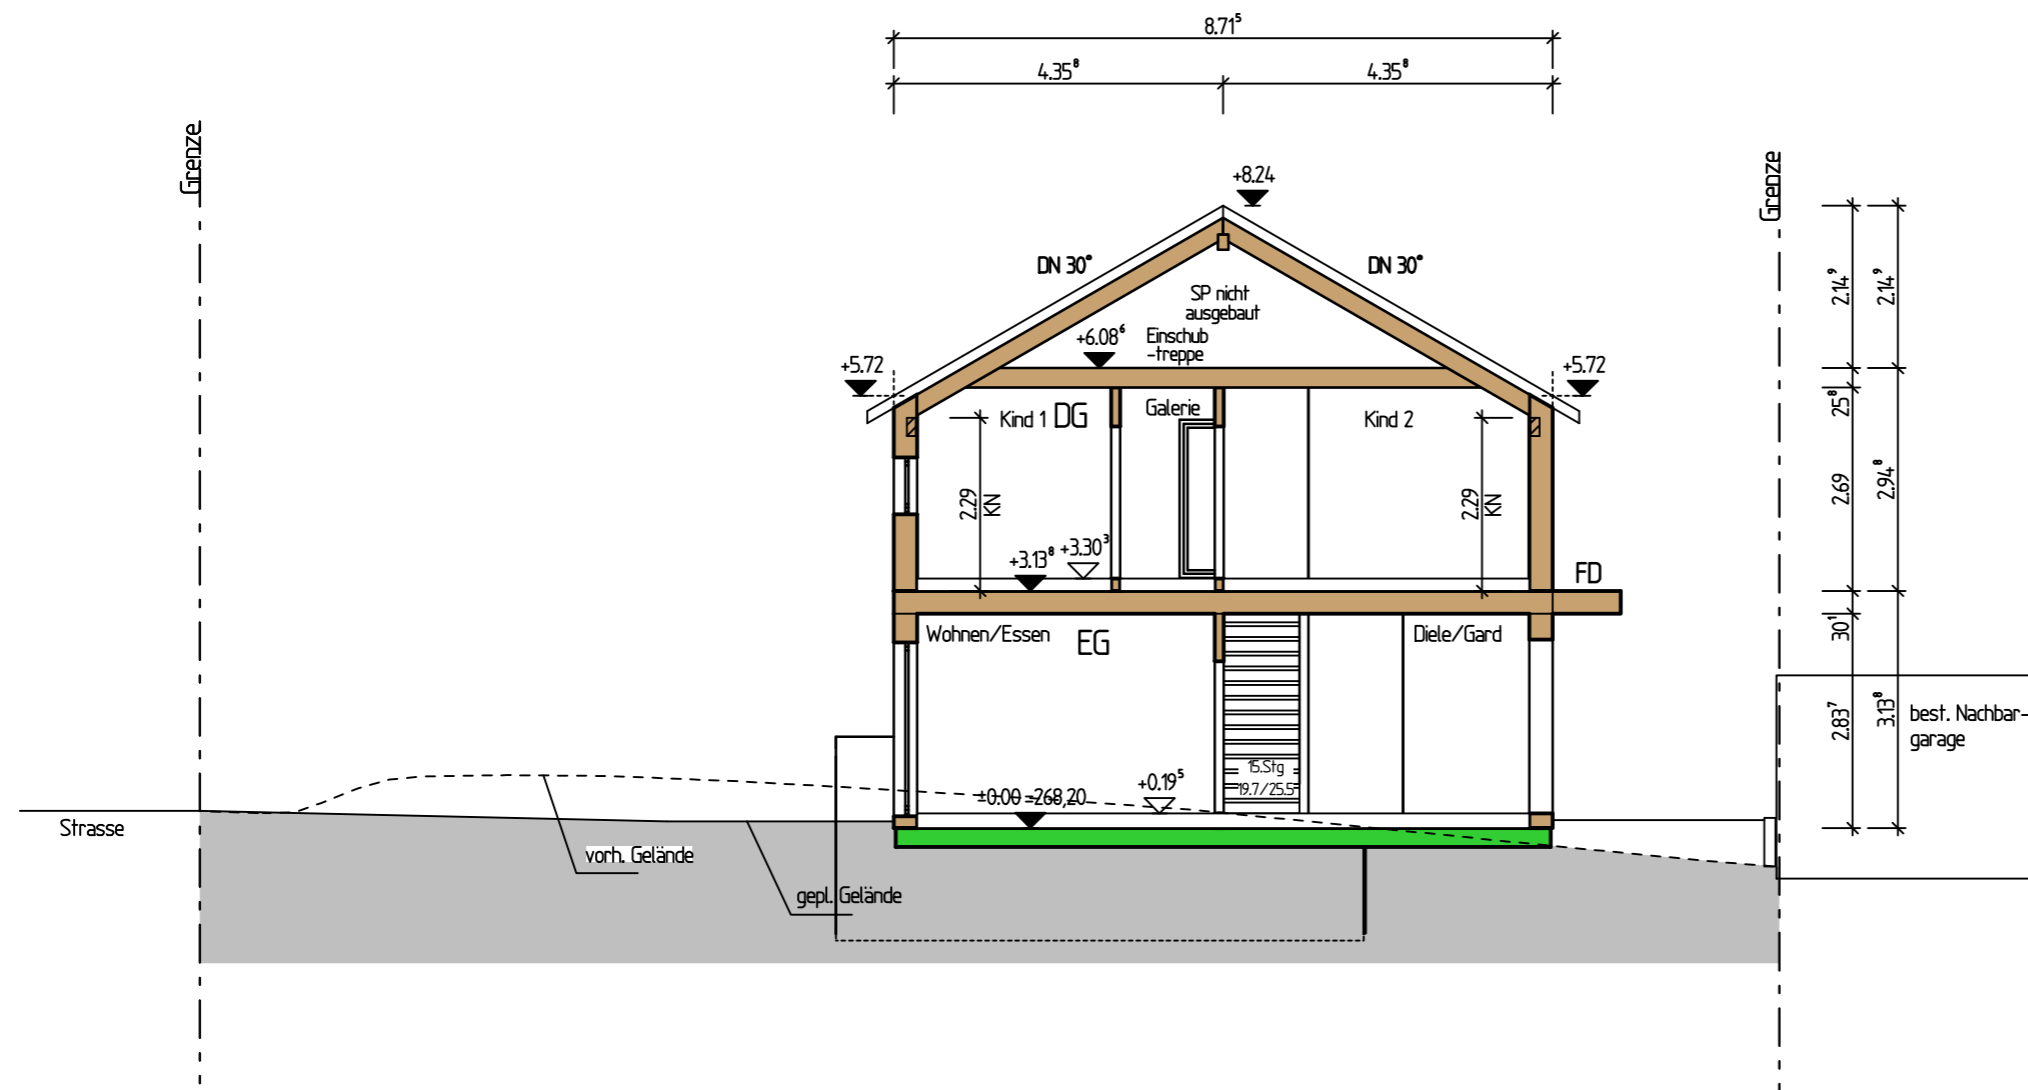 8.71⁵
4.35⁸ 4.35⁸
Grenze
Grenze
+8.24
DN 30° DN 30°
SP nicht
ausgebaut
+6.08⁶
Einschub
-treppe
+5.72
+5.72
Kind 1 DG
Galerie
Kind 2
2.29
KN
2.29
KN
+3.13⁸ +3.30³
FD
Wohnen/Essen
EG
Diele/Gard
15.Stg
19.7/25.5
±0.00 =268,20
+0.19⁵
Strasse
vorh. Gelände
gepl. Gelände
2.14⁹
2.14⁹
25⁸
2.69
2.94⁸
30¹
2.83⁷
3.13⁸
best. Nachbar-
garage